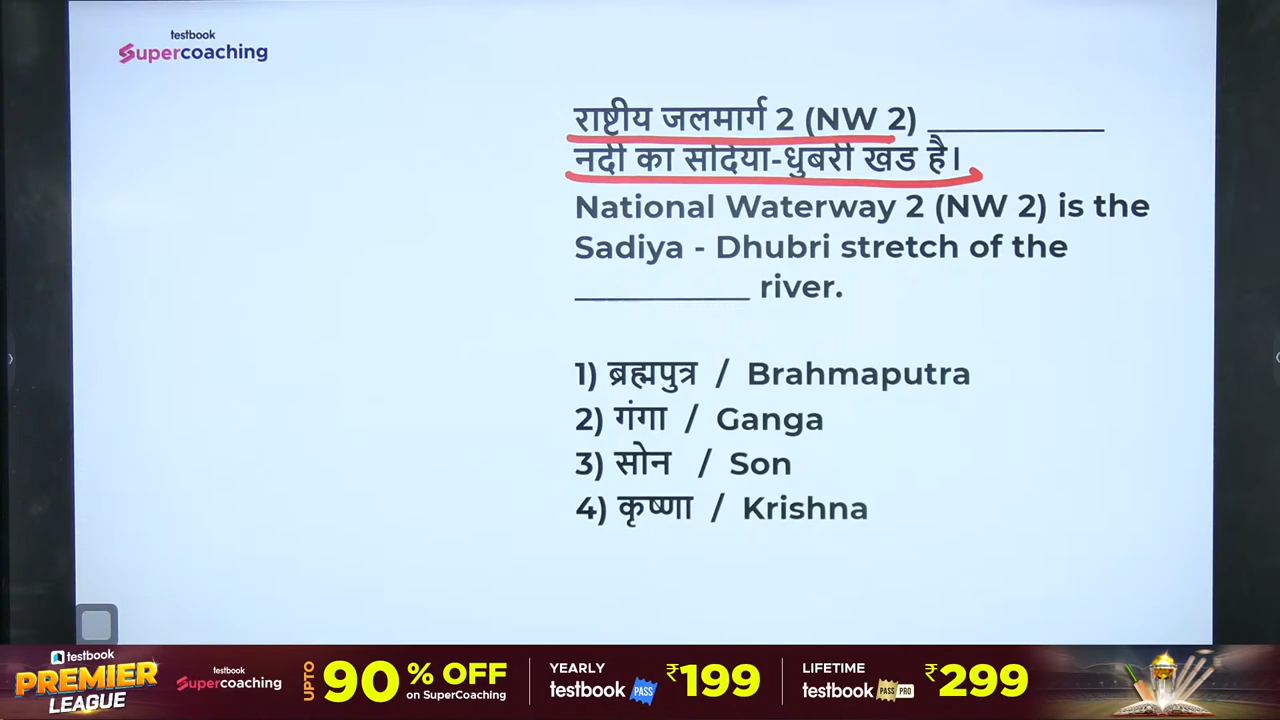 testbook
Supercoaching
राष्ट्रीय जलमार्ग 2 (NW 2) __________
नदी का सदिया-धुबरी खंड है।
National Waterway 2 (NW 2) is the
Sadiya - Dhubri stretch of the
__________ river.
1) ब्रह्मपुत्र / Brahmaputra
2) गंगा / Ganga
3) सोन / Son
4) कृष्णा / Krishna
testbook
PREMIER
LEAGUE
testbook
Supercoaching
UPTO 90% OFF
on SuperCoaching
YEARLY
testbook PASS
₹199
LIFETIME
testbook PASS PRO
₹299